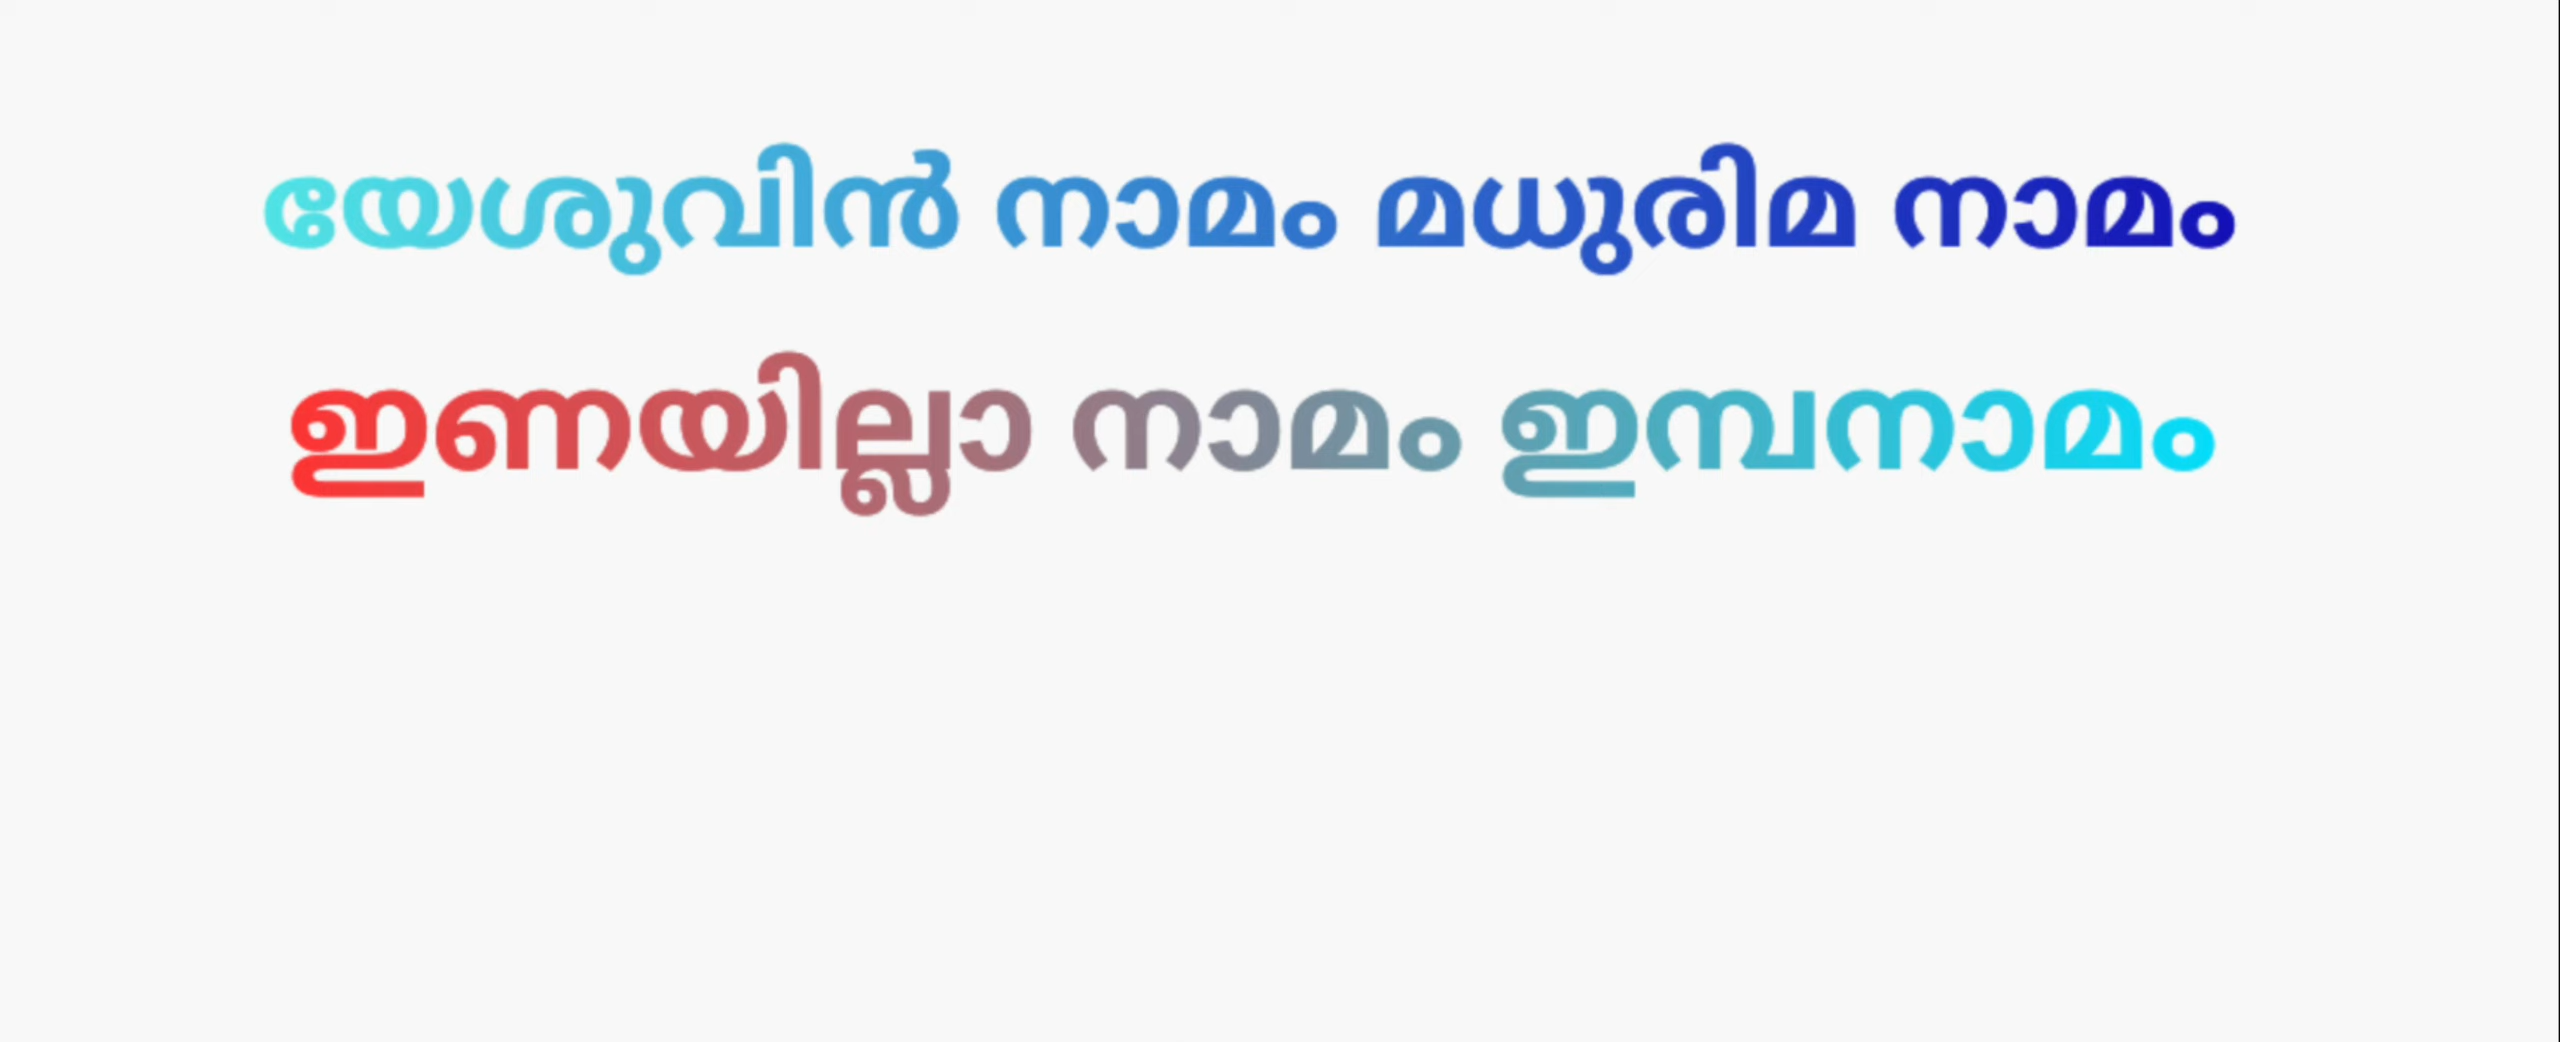 യേശുവിൻ നാമം മധുരിമ നാമം
ഇണയില്ലാ നാമം ഇമ്പനാമം